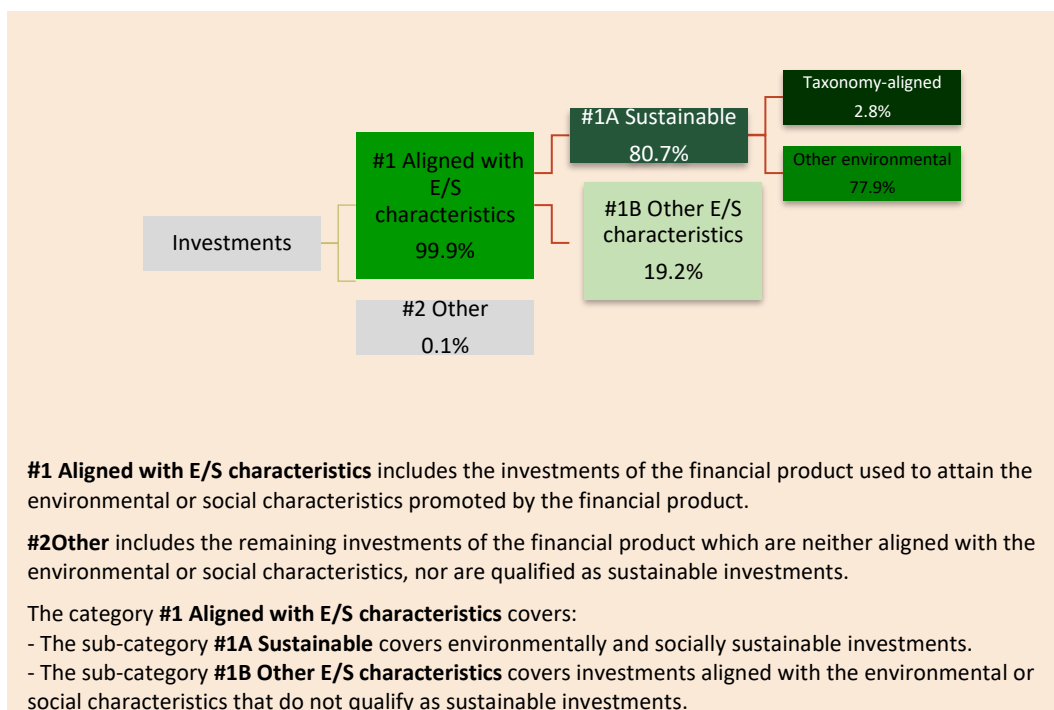 Taxonomy-aligned
2.8%
#1A Sustainable
80.7%
Other environmental
77.9%
#1 Aligned with
E/S
characteristics
99.9%
#1B Other E/S
characteristics
19.2%
Investments
#2 Other
0.1%
#1 Aligned with E/S characteristics includes the investments of the financial product used to attain the
environmental or social characteristics promoted by the financial product.
#2Other includes the remaining investments of the financial product which are neither aligned with the
environmental or social characteristics, nor are qualified as sustainable investments.
The category #1 Aligned with E/S characteristics covers:
- The sub-category #1A Sustainable covers environmentally and socially sustainable investments.
- The sub-category #1B Other E/S characteristics covers investments aligned with the environmental or
social characteristics that do not qualify as sustainable investments.